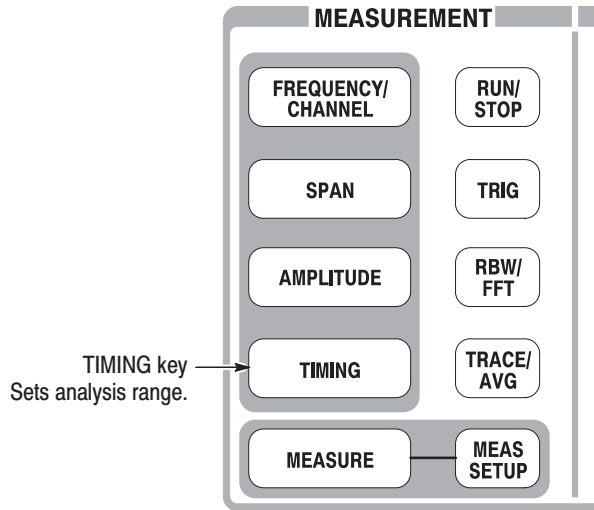 MEASUREMENT
FREQUENCY/
CHANNEL
RUN/
STOP
SPAN
TRIG
AMPLITUDE
RBW/
FFT
TIMING key
Sets analysis range.
TIMING
TRACE/
AVG
MEASURE
MEAS
SETUP